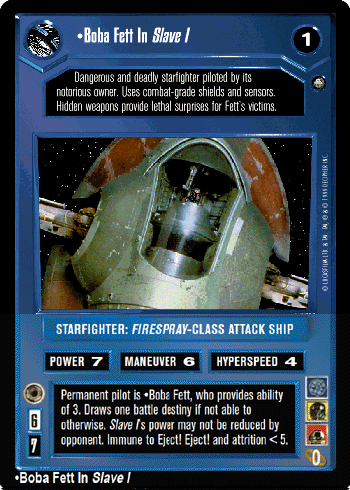 •Boba Fett In Slave I
1
Dangerous and deadly starfighter piloted by its
notorious owner. Uses combat-grade shields and sensors.
Hidden weapons provide lethal surprises for Fett's victims.
STARFIGHTER: FIRESPRAY-CLASS ATTACK SHIP
POWER 7
MANEUVER 6
HYPERSPEED 4
Permanent pilot is •Boba Fett, who provides ability
of 3. Draws one battle destiny if not able to
otherwise. Slave I's power may not be reduced by
opponent. Immune to Eject! Eject! and attrition < 5.
6
7
0
•Boba Fett In Slave I